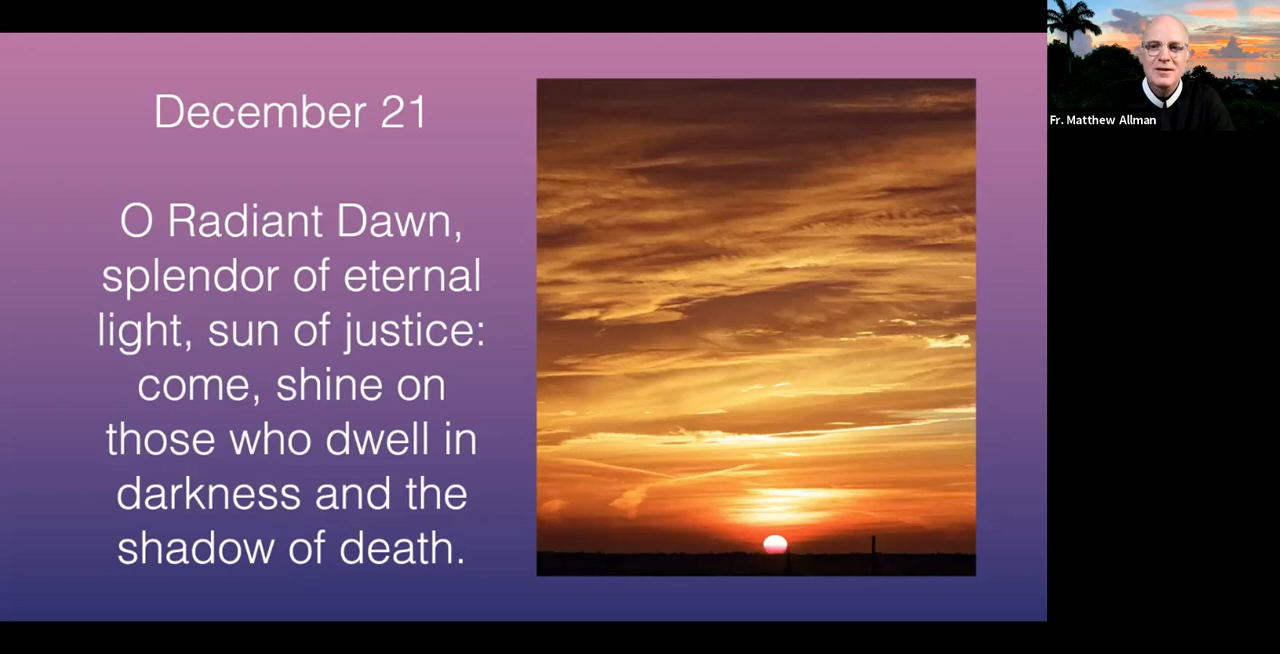 December 21
O Radiant Dawn,
splendor of eternal
light, sun of justice:
come, shine on
those who dwell in
darkness and the
shadow of death.
Fr. Matthew Allman